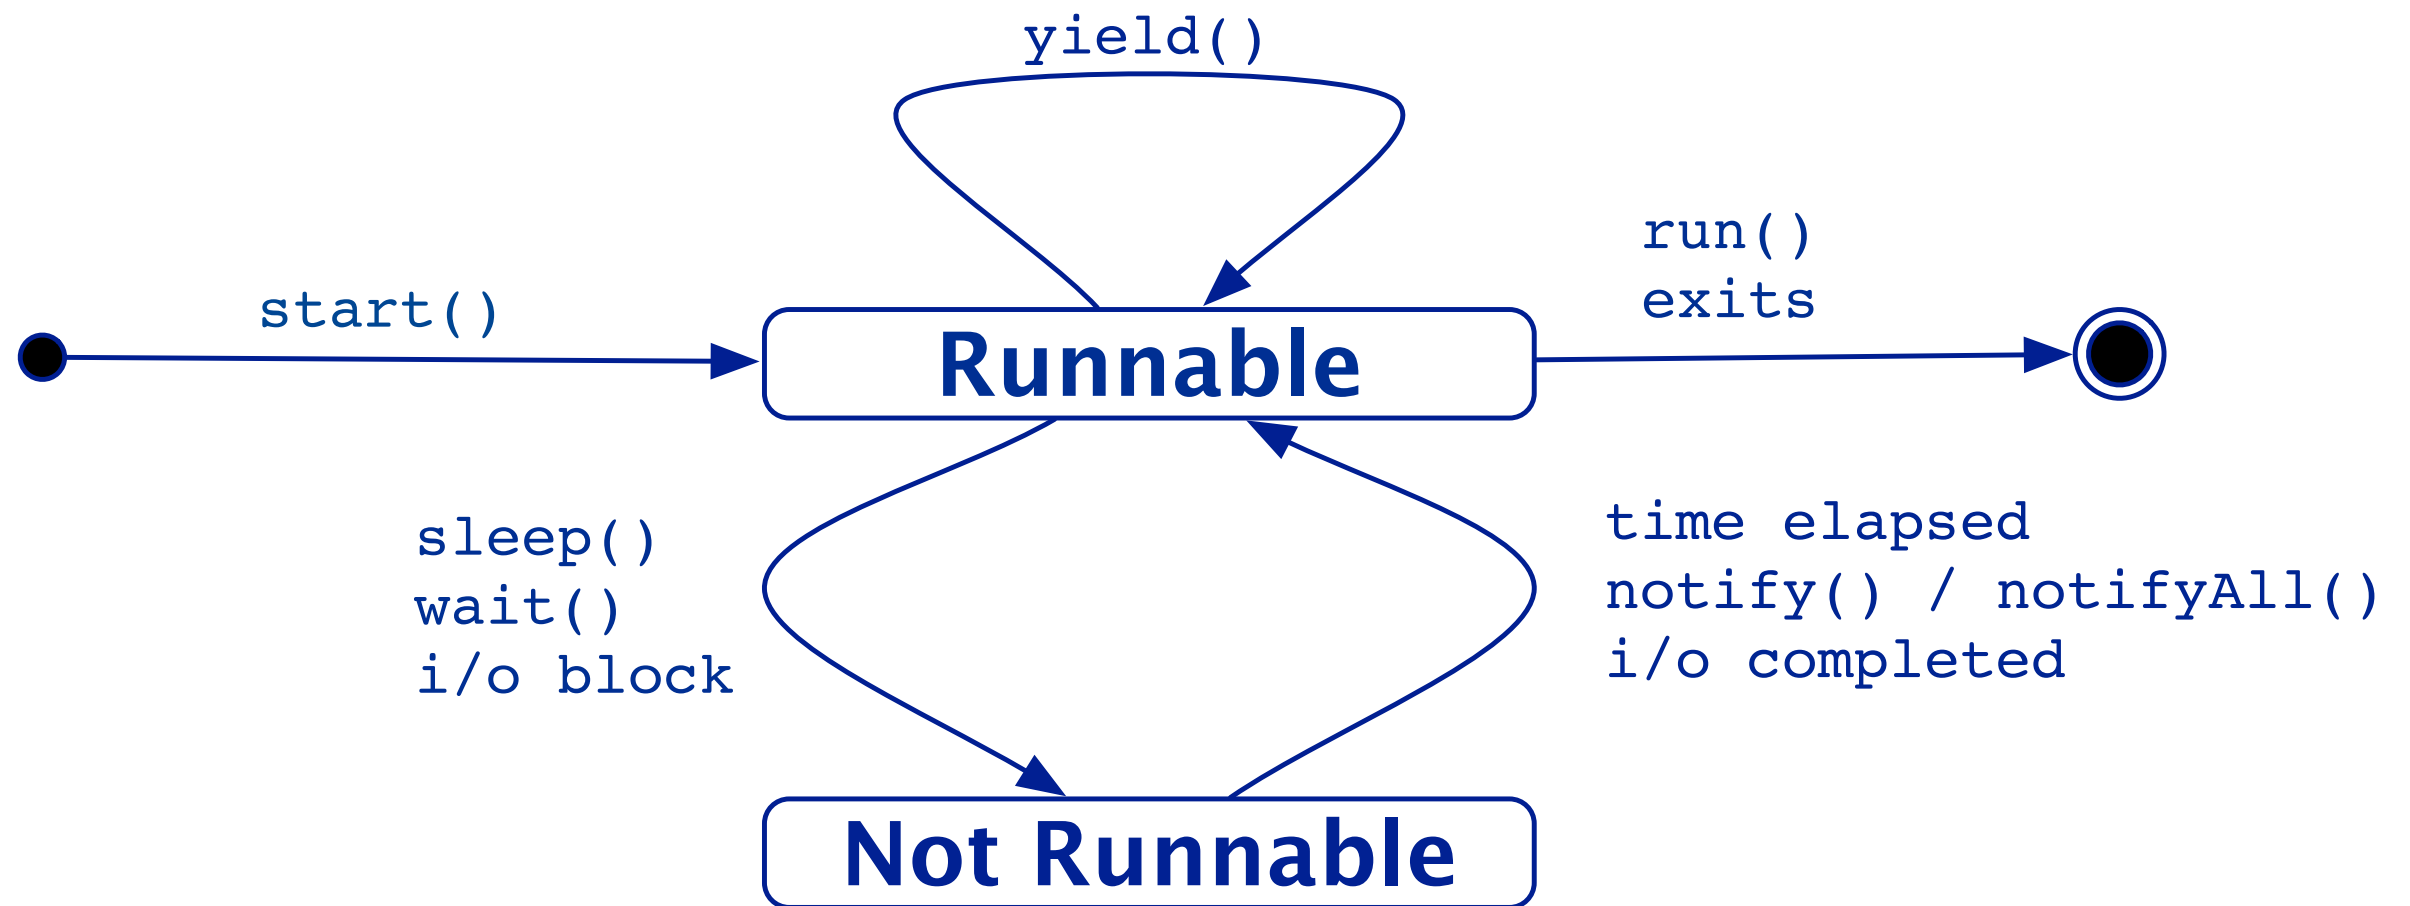 yield()
start()
run()
exits
Runnable
sleep()
wait()
i/o block
time elapsed
notify() / notifyAll()
i/o completed
Not Runnable